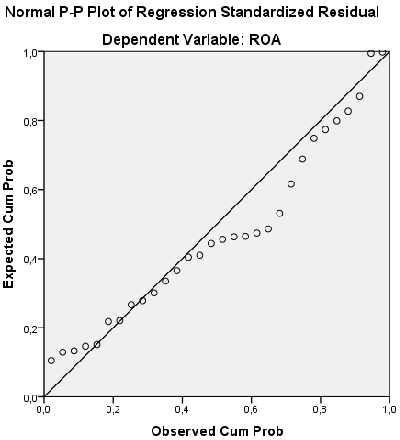 Normal P-P Plot of Regression Standardized Residual
Dependent Variable: ROA
1,0
0,8
0,6
0,4
0,2
0,0
Expected Cum Prob
0,0 0,2 0,4 0,6 0,8 1,0
Observed Cum Prob